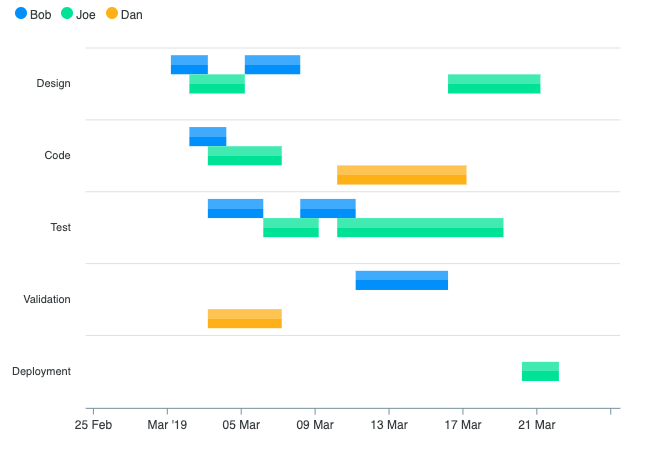 Bob Joe Dan
Design
Code
Test
Validation
Deployment
25 Feb Mar '19 05 Mar 09 Mar 13 Mar 17 Mar 21 Mar